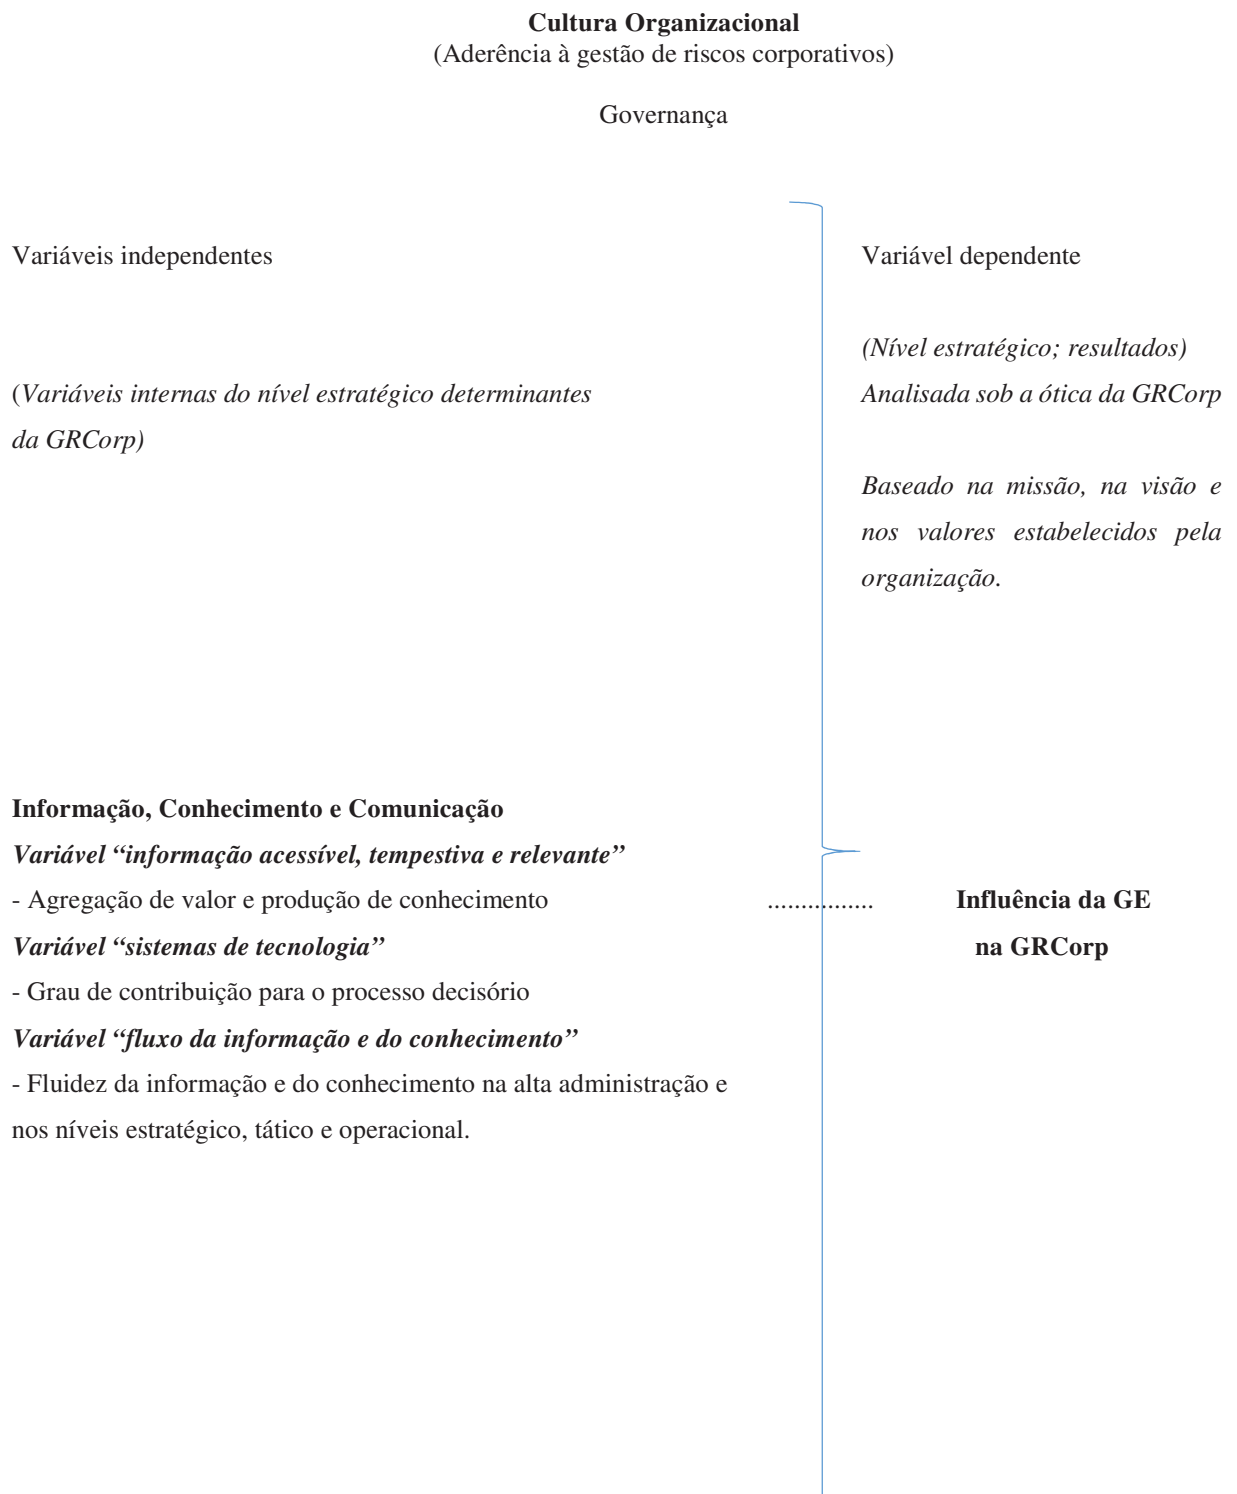 Cultura Organizacional
(Aderência à gestão de riscos corporativos)
Governança
Variáveis independentes
(Variáveis internas do nível estratégico determinantes
da GRCorp)
Variável dependente
(Nível estratégico; resultados)
Analisada sob a ótica da GRCorp
Baseado na missão, na visão e
nos valores estabelecidos pela
organização.
Informação, Conhecimento e Comunicação
Variável “informação acessível, tempestiva e relevante”
- Agregação de valor e produção de conhecimento
Variável “sistemas de tecnologia”
- Grau de contribuição para o processo decisório
Variável “fluxo da informação e do conhecimento”
- Fluidez da informação e do conhecimento na alta administração e
nos níveis estratégico, tático e operacional.
................
Influência da GE
na GRCorp